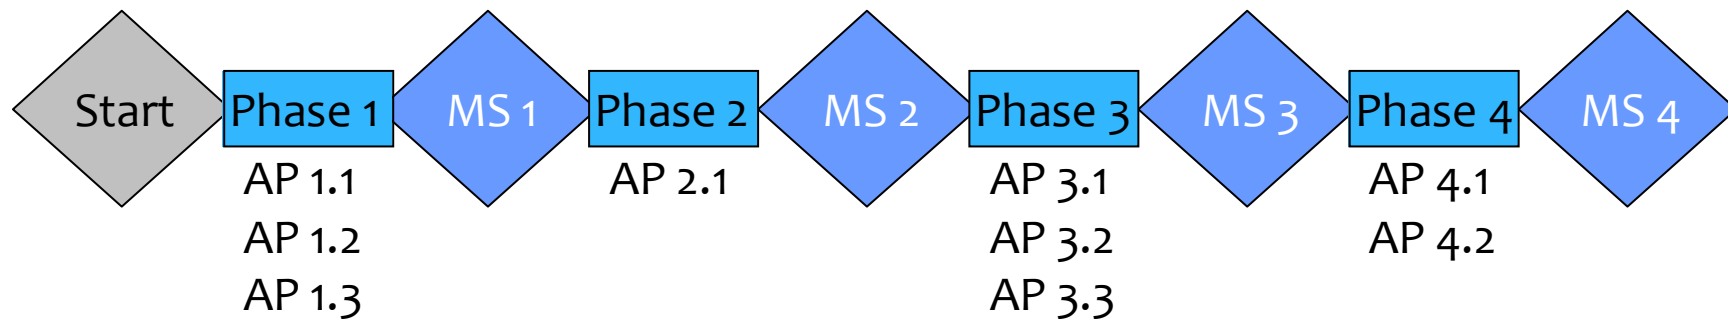 Start Phase 1 MS 1 Phase 2 MS 2 Phase 3 MS 3 Phase 4 MS 4
AP 1.1 AP 2.1 AP 3.1 AP 4.1
AP 1.2 AP 3.2 AP 4.2
AP 1.3 AP 3.3